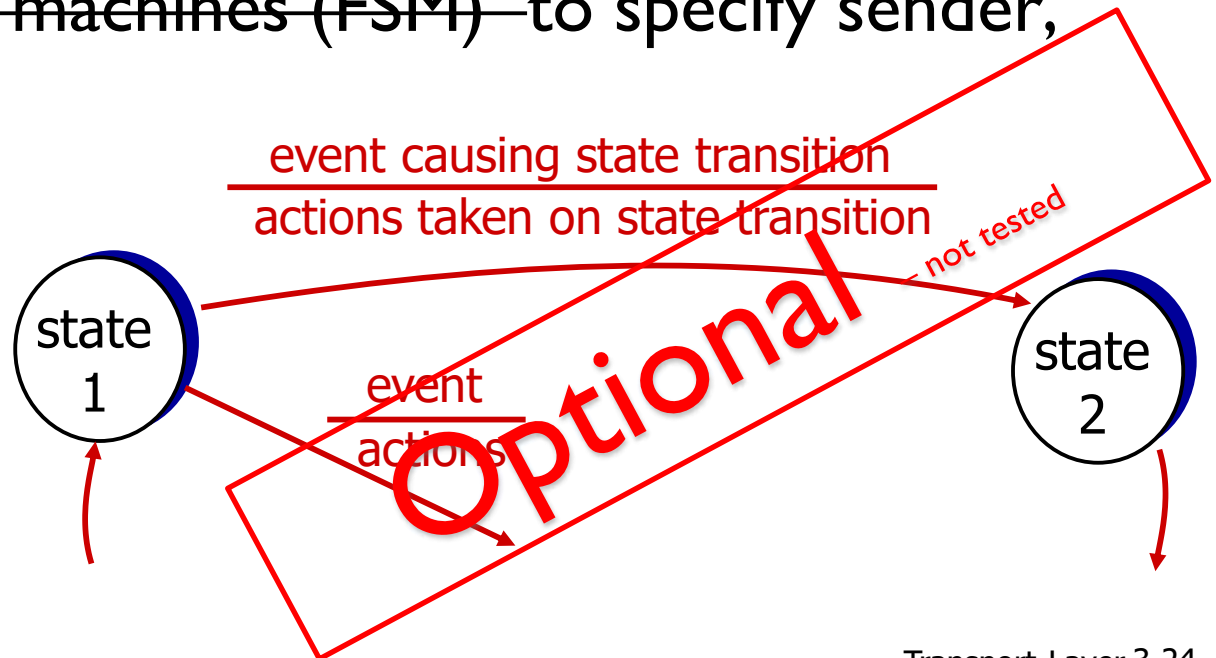 machines (FSM) to specify sender,
event causing state transition
actions taken on state transition
state
1
event
actions
Optional – not tested
state
2
Transport Layer 3-24